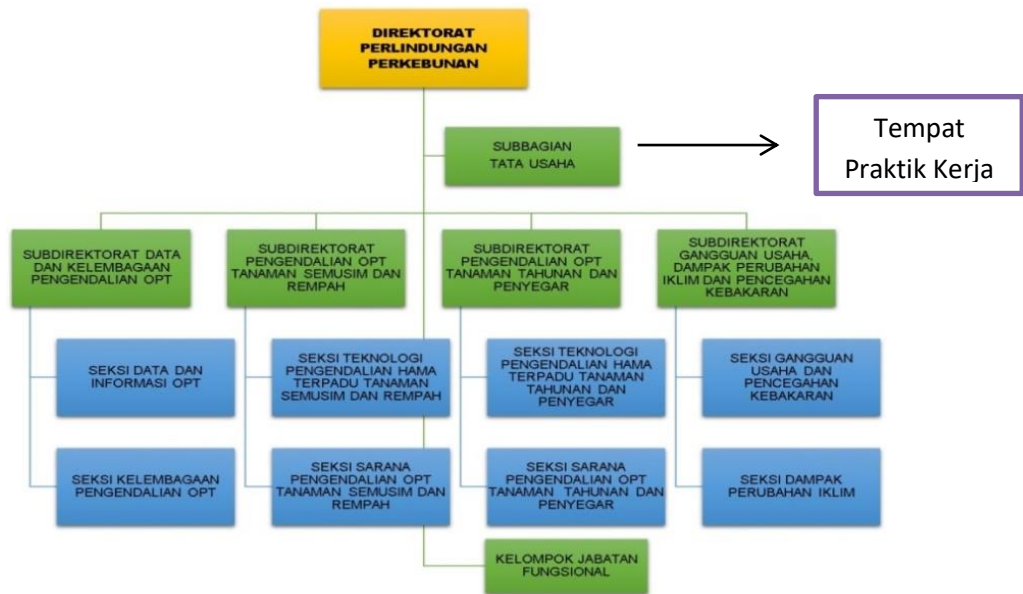 DIREKTORAT
PERLINDUNGAN
PERKEBUNAN
SUBBAGIAN
TATA USAHA
Tempat
Praktik Kerja
SUBDIREKTORAT DATA
DAN KELEMBAGAAN
PENGENDALIAN OPT
SUBDIREKTORAT
PENGENDALIAN OPT
TANAMAN SEMUSIM DAN
REMPAH
SUBDIREKTORAT
PENGENDALIAN OPT
TANAMAN TAHUNAN DAN
PENYEGAR
SUBDIREKTORAT
GANGGUAN USAHA,
DAMPAK PERUBAHAN
IKLIM DAN PENCEGAHAN
KEBAKARAN
SEKSI DATA DAN
INFORMASI OPT
SEKSI TEKNOLOGI
PENGENDALIAN HAMA
TERPADU TANAMAN
SEMUSIM DAN REMPAH
SEKSI TEKNOLOGI
PENGENDALIAN HAMA
TERPADU TANAMAN
TAHUNAN DAN
PENYEGAR
SEKSI GANGGUAN
USAHA DAN
PENCEGAHAN
KEBAKARAN
SEKSI KELEMBAGAAN
PENGENDALIAN OPT
SEKSI SARANA
PENGENDALIAN OPT
TANAMAN SEMUSIM DAN
REMPAH
SEKSI SARANA
PENGENDALIAN OPT
TANAMAN TAHUNAN DAN
PENYEGAR
SEKSI DAMPAK
PERUBAHAN IKLIM
KELOMPOK JABATAN
FUNGSIONAL